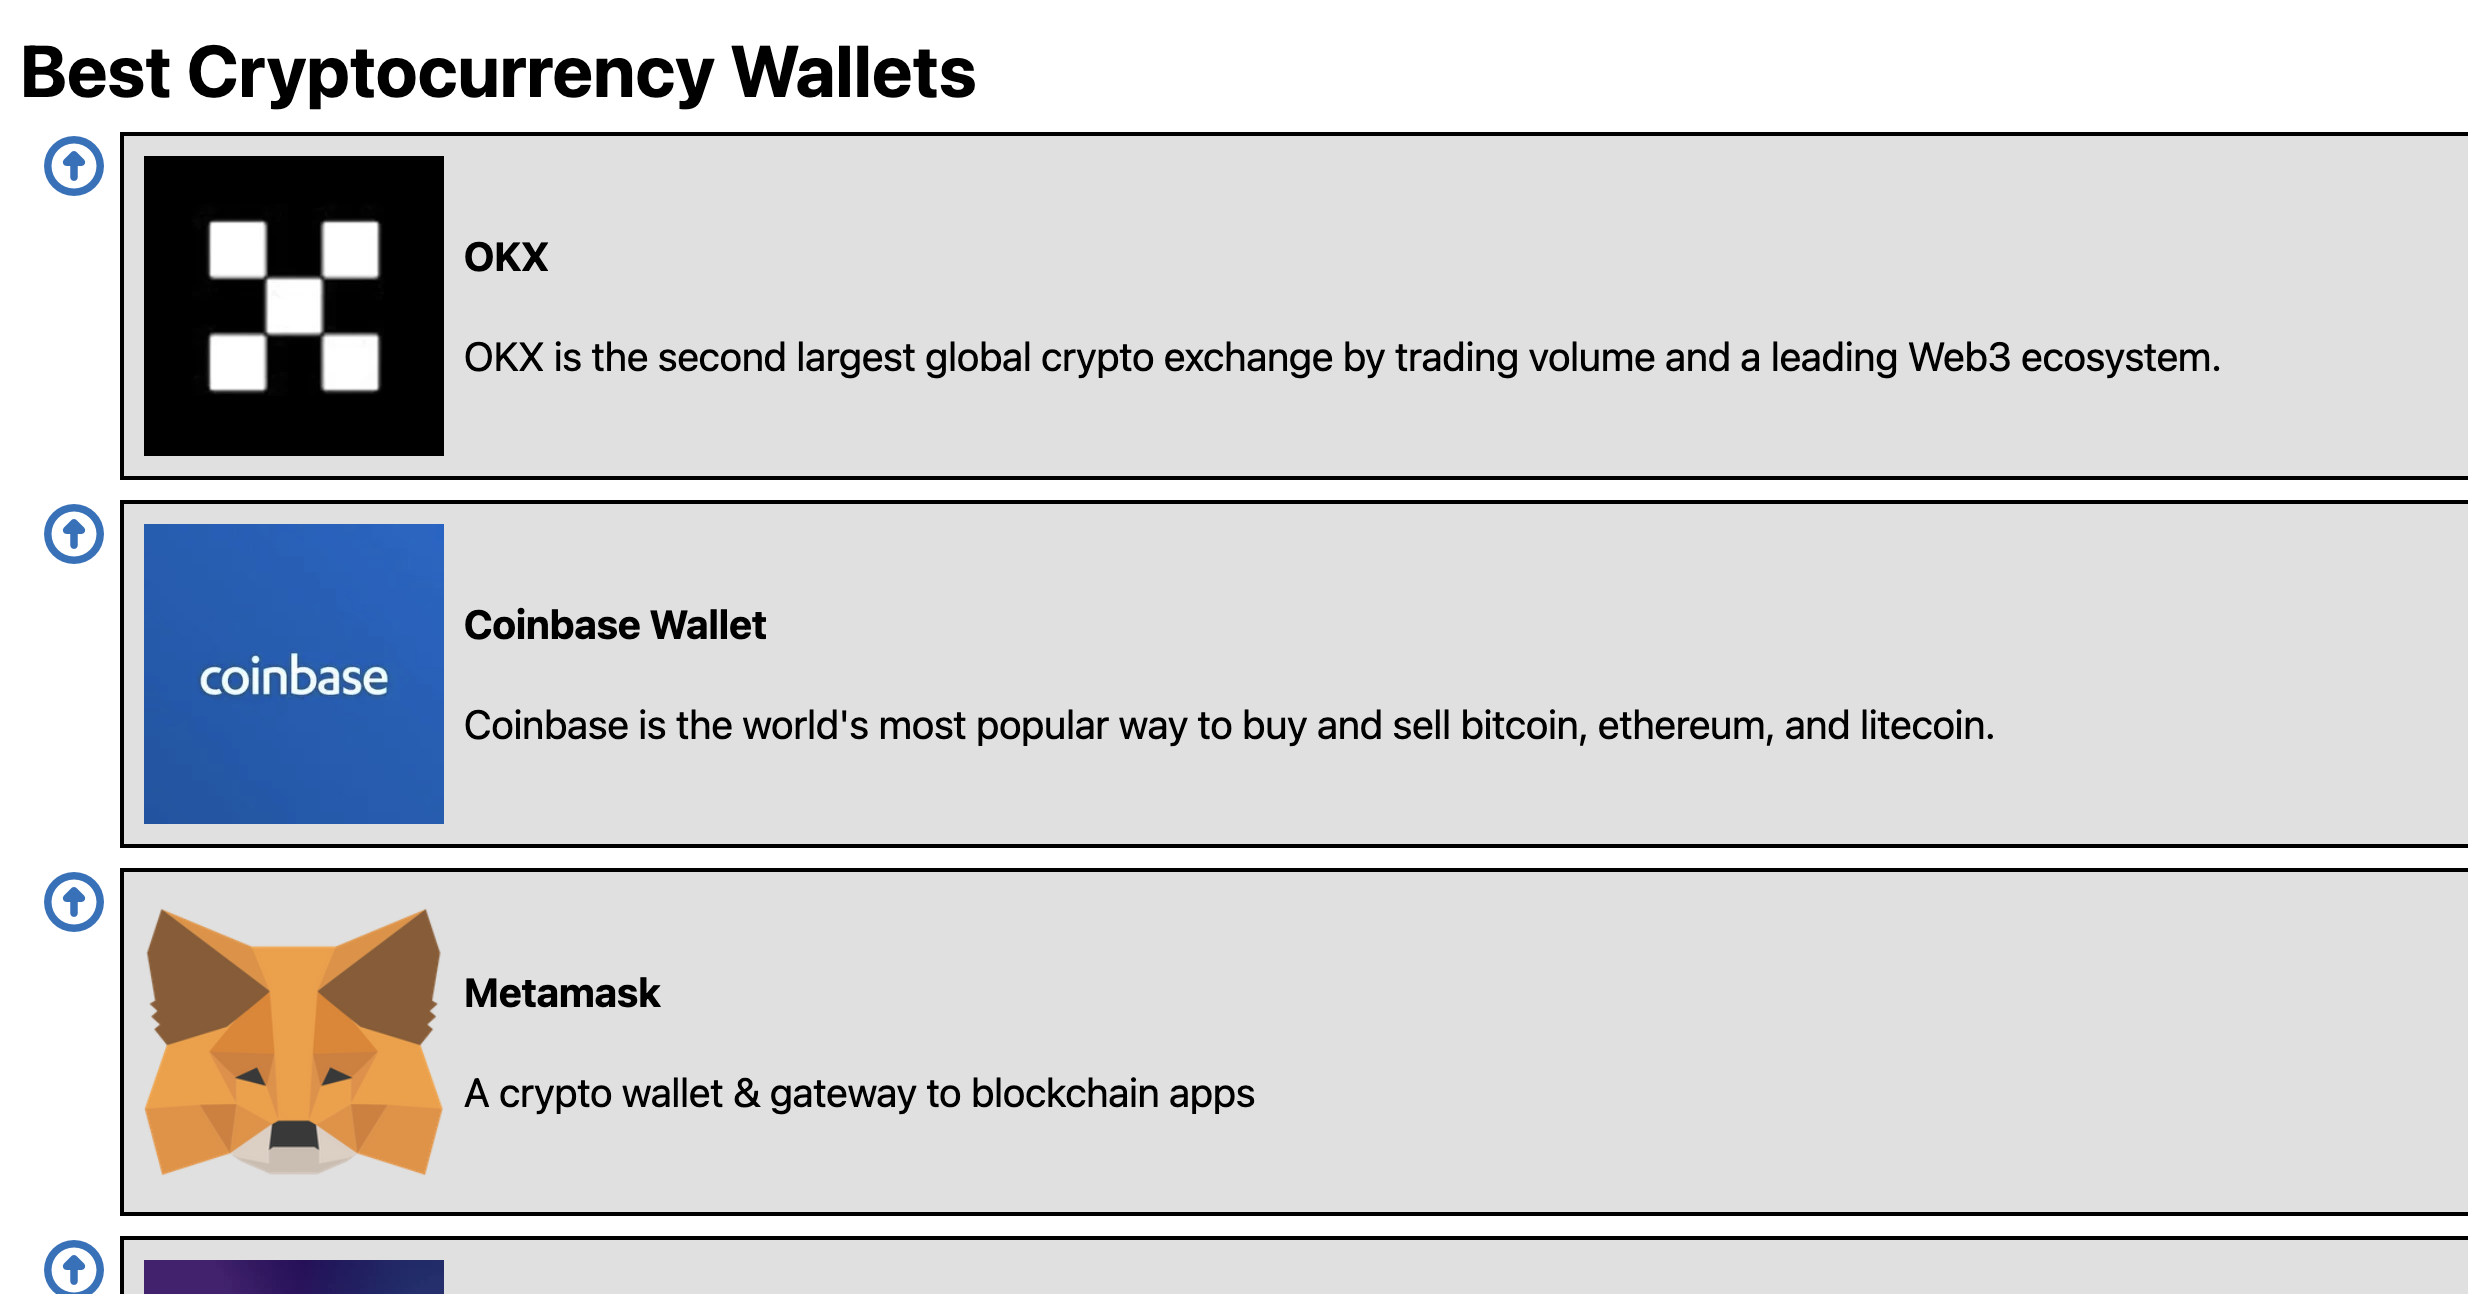 Best Cryptocurrency Wallets
OKX
OKX is the second largest global crypto exchange by trading volume and a leading Web3 ecosystem.
coinbase
Coinbase Wallet
Coinbase is the world's most popular way to buy and sell bitcoin, ethereum, and litecoin.
Metamask
A crypto wallet & gateway to blockchain apps